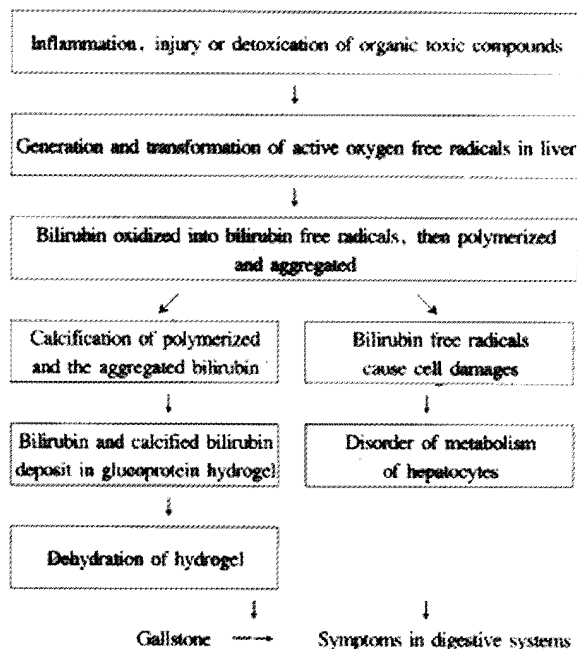 Inflammation, injury or detoxication of organic toxic compounds
↓
Generation and transformation of active oxygen free radicals in liver
↓
Bilirubin oxidized into bilirubin free radicals, then polymerized
and aggregated
↙ ↘
Calcification of polymerized
and the aggregated bilirubin
Bilirubin free radicals
cause cell damages
↓ ↓
Bilirubin and calcified bilirubin
deposit in glucoprotein hydrogel
Disorder of metabolism
of hepatocytes
↓
Dehydration of hydrogel
↓ ↓
Gallstone ---→ Symptoms in digestive systems